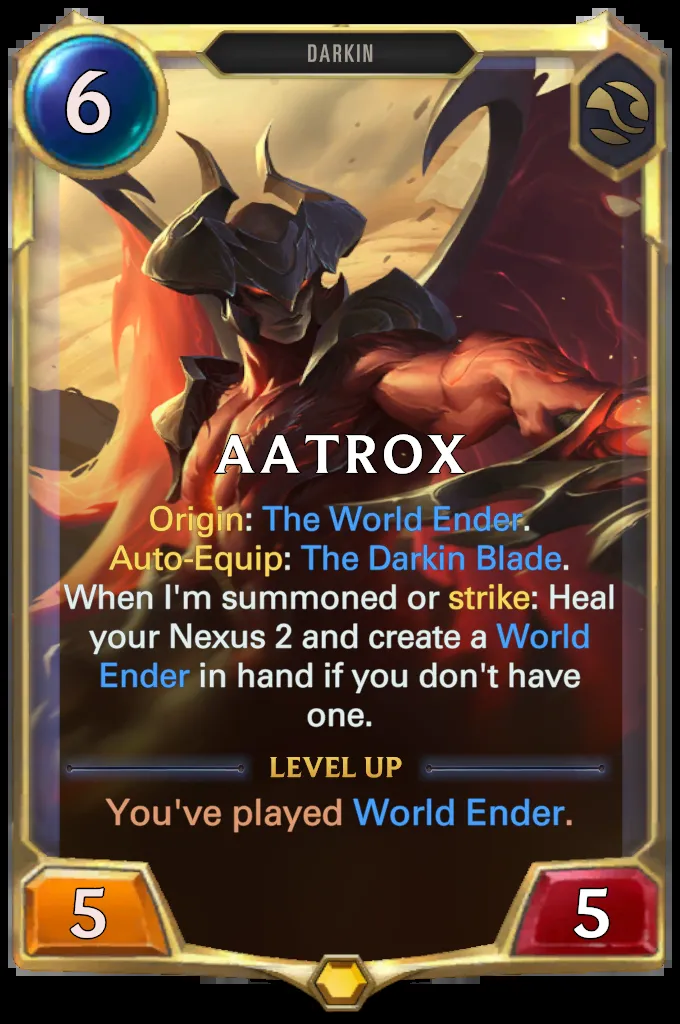 DARKIN
6
AATROX
Origin: The World Ender.
Auto-Equip: The Darkin Blade.
When I'm summoned or strike: Heal
your Nexus 2 and create a World
Ender in hand if you don't have
one.
LEVEL UP
You've played World Ender.
5
5